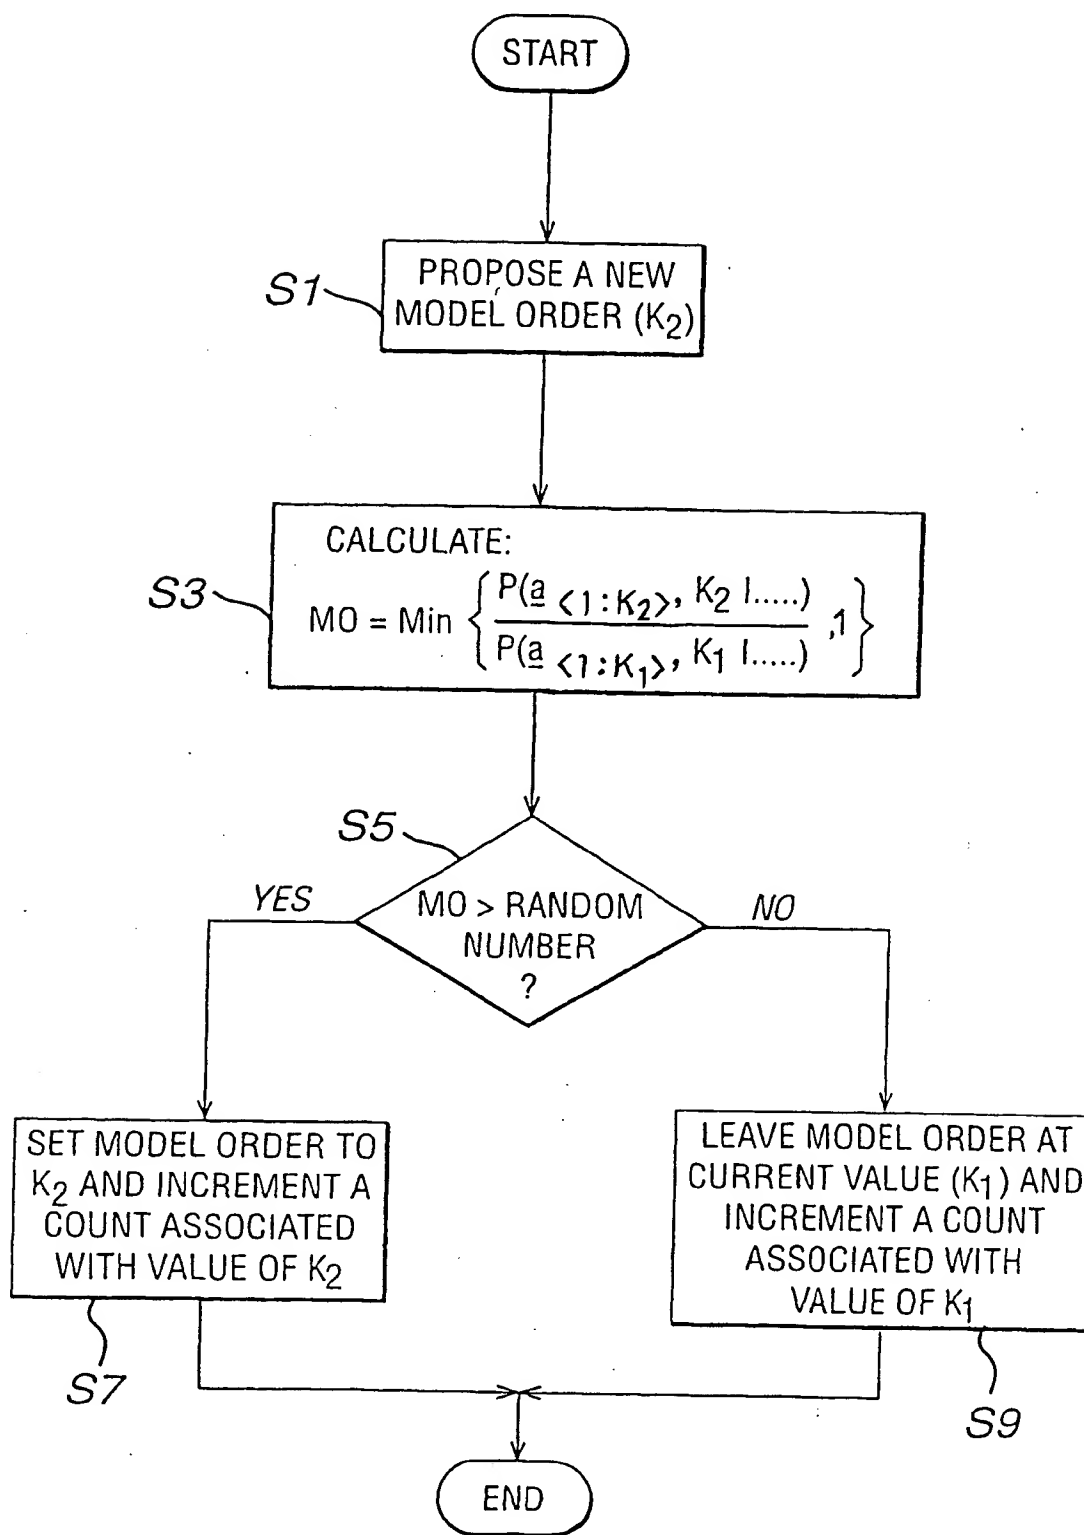 START
S1
PROPOSE A NEW
MODEL ORDER (K₂)
CALCULATE:
S3
MO = Min { P(a <1:K₂>, K₂ |.....) / P(a <1:K₁>, K₁ |.....) ,1 }
S5
YES
MO > RANDOM
NUMBER
?
NO
SET MODEL ORDER TO
K₂ AND INCREMENT A
COUNT ASSOCIATED
WITH VALUE OF K₂
S7
LEAVE MODEL ORDER AT
CURRENT VALUE (K₁) AND
INCREMENT A COUNT
ASSOCIATED WITH
VALUE OF K₁
S9
END